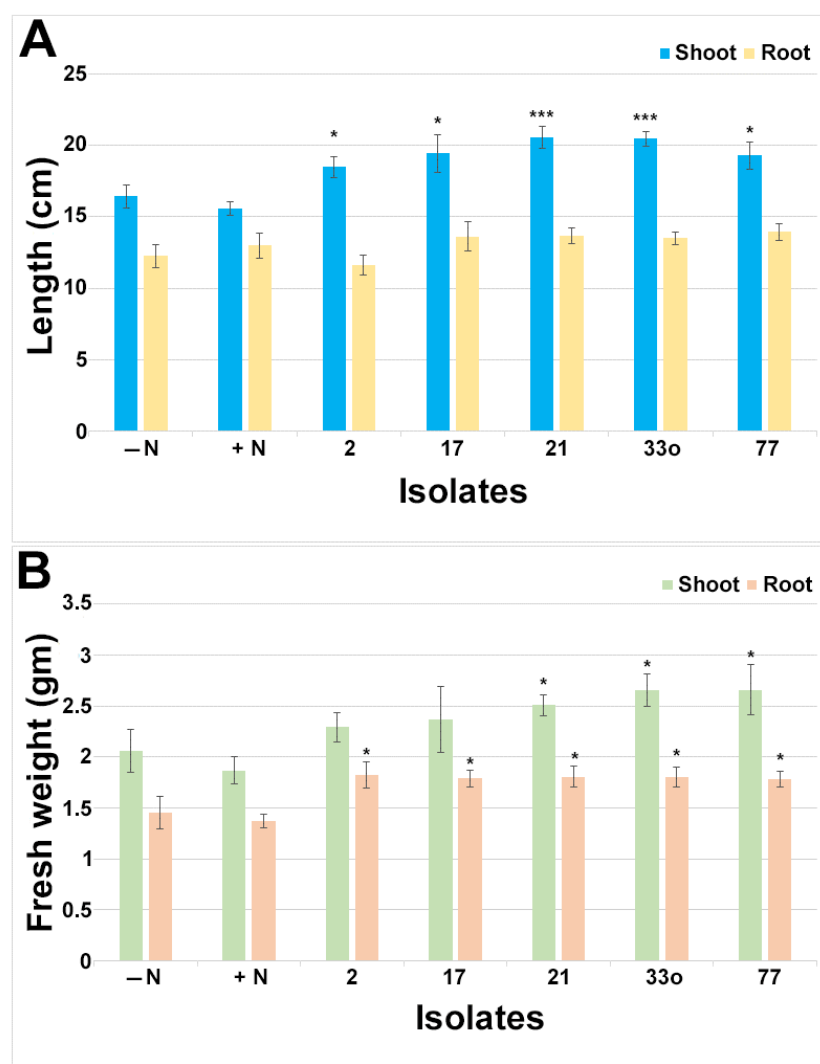 A
Shoot Root
25
20
15
10
5
0
Length (cm)
* * *** *** *
– N + N 2 17 21 33o 77
Isolates
B
Shoot Root
3.5
3
2.5
2
1.5
1
0.5
0
Fresh weight (gm)
* * *
* * * * *
– N + N 2 17 21 33o 77
Isolates